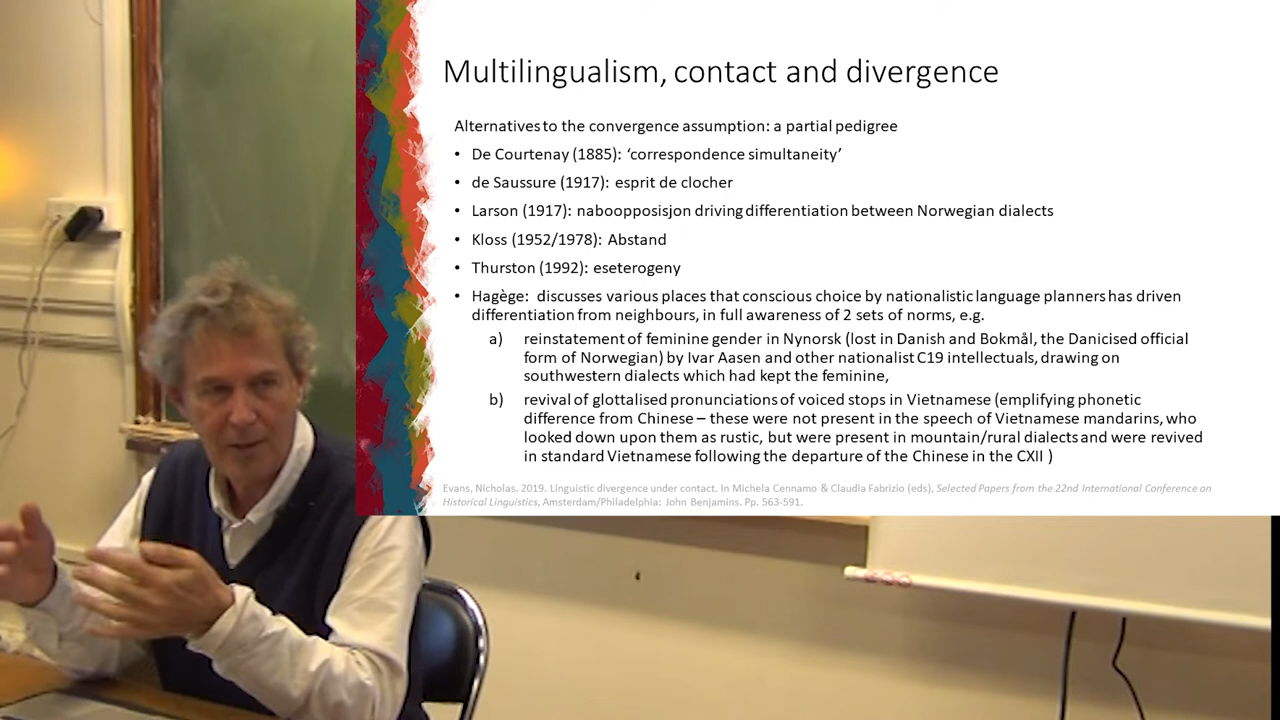 Multilingualism, contact and divergence
Alternatives to the convergence assumption: a partial pedigree
• De Courtenay (1885): ‘correspondence simultaneity’
• de Saussure (1917): esprit de clocher
• Larson (1917): naboopposisjon driving differentiation between Norwegian dialects
• Kloss (1952/1978): Abstand
• Thurston (1992): eseterogeny
• Hagège: discusses various places that conscious choice by nationalistic language planners has driven
differentiation from neighbours, in full awareness of 2 sets of norms, e.g.
a) reinstatement of feminine gender in Nynorsk (lost in Danish and Bokmål, the Danicised official
form of Norwegian) by Ivar Aasen and other nationalist C19 intellectuals, drawing on
southwestern dialects which had kept the feminine,
b) revival of glottalised pronunciations of voiced stops in Vietnamese (emplifying phonetic
difference from Chinese – these were not present in the speech of Vietnamese mandarins, who
looked down upon them as rustic, but were present in mountain/rural dialects and were revived
in standard Vietnamese following the departure of the Chinese in the CXII )
Evans, Nicholas. 2019. Linguistic divergence under contact. In Michela Cennamo & Claudia Fabrizio (eds), Selected Papers from the 22nd International Conference on
Historical Linguistics, Amsterdam/Philadelphia: John Benjamins. Pp. 563-591.